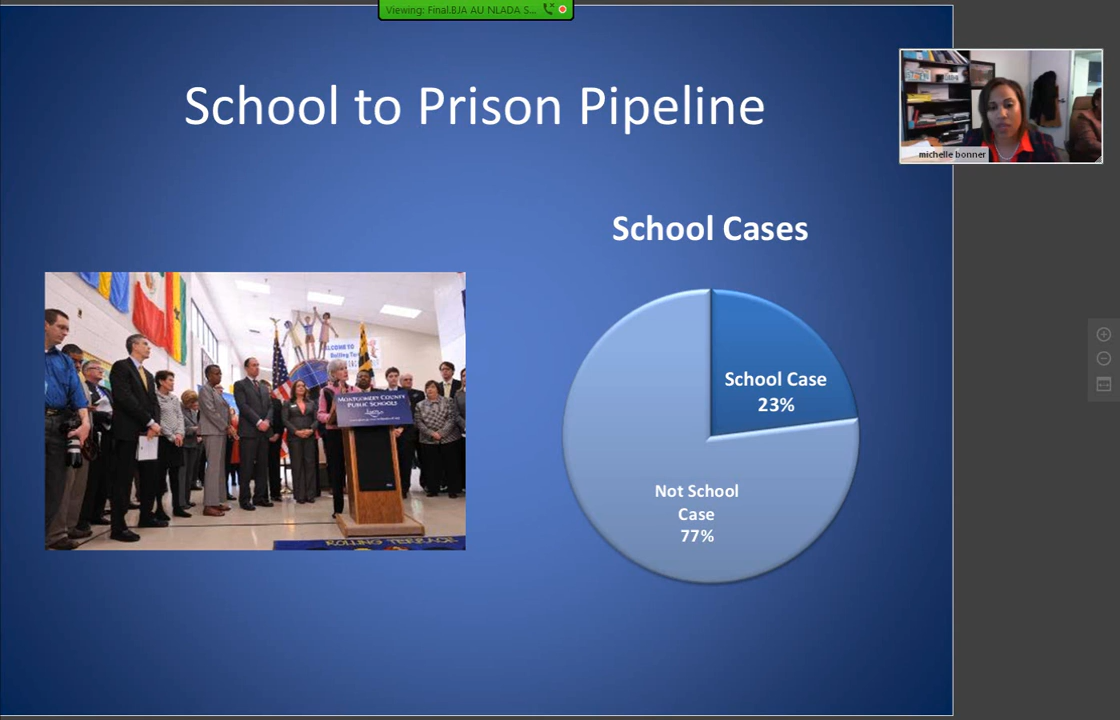 Viewing: Final.BJA AU NLADA S...
School to Prison Pipeline
michelle bonner
School Cases
School Case
23%
Not School
Case
77%
MONTGOMERY COUNTY
PUBLIC SCHOOLS
ROLLING TERRACE